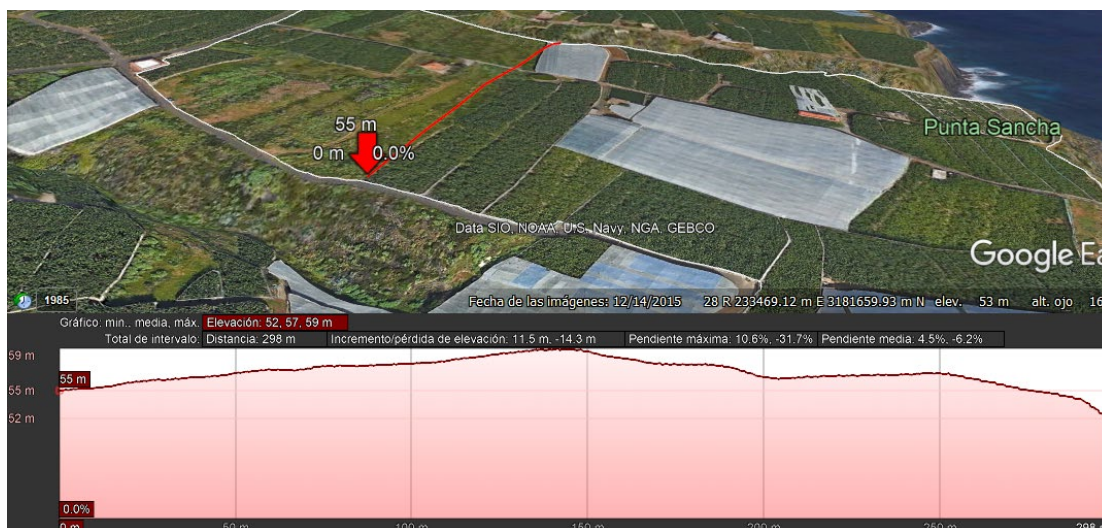 55 m
0 m 0.0%
Punta Sancha
Data SIO, NOAA, U.S. Navy, NGA, GEBCO
Google Ea
1985
Fecha de las imágenes: 12/14/2015 28 R 233469.12 m E 3181659.93 m N elev. 53 m alt. ojo 16
Gráfico: min., media, máx. Elevación: 52, 57, 59 m
Total de intervalo: Distancia: 298 m Incremento/pérdida de elevación: 11.5 m, -14.3 m Pendiente máxima: 10.6%, -31.7% Pendiente media: 4.5%, -6.2%
59 m
55 m
55 m
52 m
0.0%
0 m 50 m 100 m 150 m 200 m 250 m 298 m